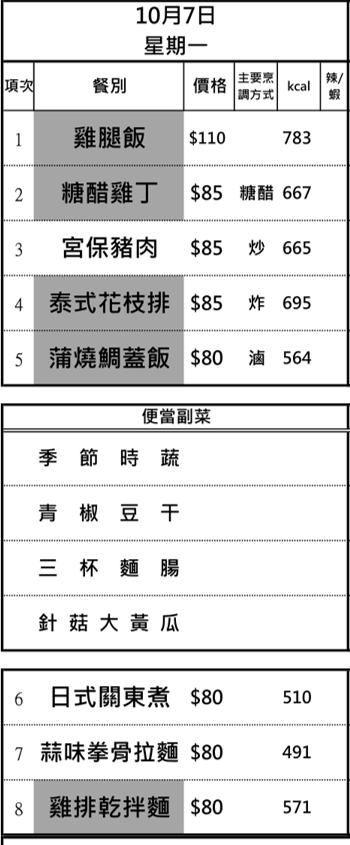 10月7日
星期一
項次 餐別 價格 主要烹調方式 kcal 辣/蝦
1 雞腿飯 $110 783
2 糖醋雞丁 $85 糖醋 667
3 宮保豬肉 $85 炒 665
4 泰式花枝排 $85 炸 695
5 蒲燒鯛蓋飯 $80 滷 564
便當副菜
季節時蔬
青椒豆干
三杯麵腸
針菇大黃瓜
6 日式關東煮 $80 510
7 蒜味拳骨拉麵 $80 491
8 雞排乾拌麵 $80 571